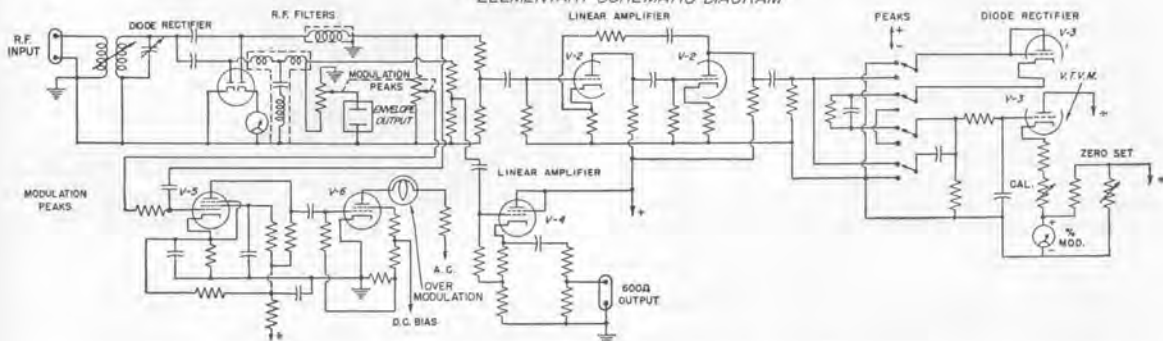 ELEMENTARY SCHEMATIC DIAGRAM
R.F. FILTERS
LINEAR AMPLIFIER
PEAKS
DIODE RECTIFIER
DIODE RECTIFIER
R.F.
INPUT
+
-
V-3
V-2
V-2
V.T.V.M.
V-3
+
MODULATION
PEAKS
ENVELOPE
OUTPUT
ZERO SET
+
LINEAR AMPLIFIER
MODULATION
PEAKS
V-5
V-6
V-4
+
CAL.
+
%
MOD.
-
A.C.
OVER
MODULATION
D.C. BIAS
600Ω
OUTPUT
+